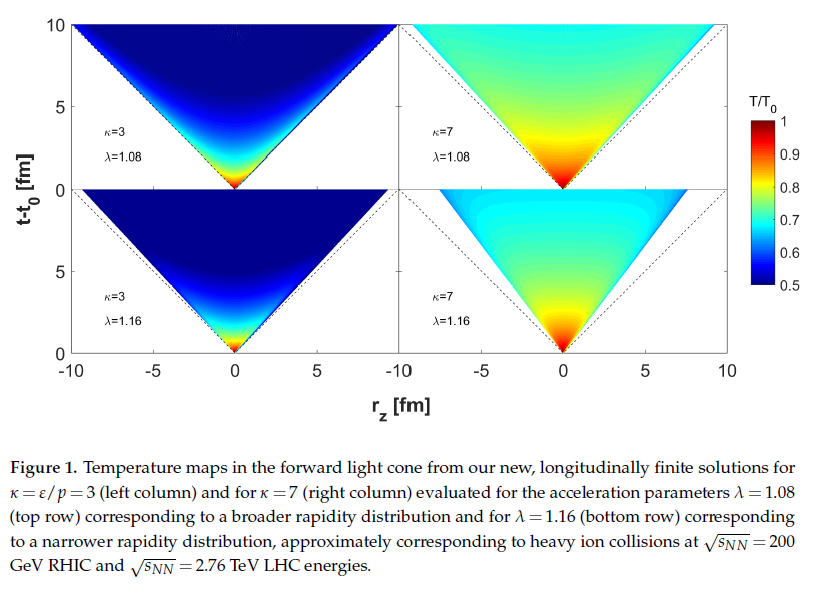 10
5
0
κ=3
λ=1.08
κ=7
λ=1.08
T/T0
1
0.9
0.8
0.7
0.6
0.5
t-t0 [fm]
5
0
κ=3
λ=1.16
κ=7
λ=1.16
-10 -5 0 5 -10 -5 0 5 10
rz [fm]
Figure 1. Temperature maps in the forward light cone from our new, longitudinally finite solutions for
κ = ε/p = 3 (left column) and for κ = 7 (right column) evaluated for the acceleration parameters λ = 1.08
(top row) corresponding to a broader rapidity distribution and for λ = 1.16 (bottom row) corresponding
to a narrower rapidity distribution, approximately corresponding to heavy ion collisions at √sNN = 200
GeV RHIC and √sNN = 2.76 TeV LHC energies.